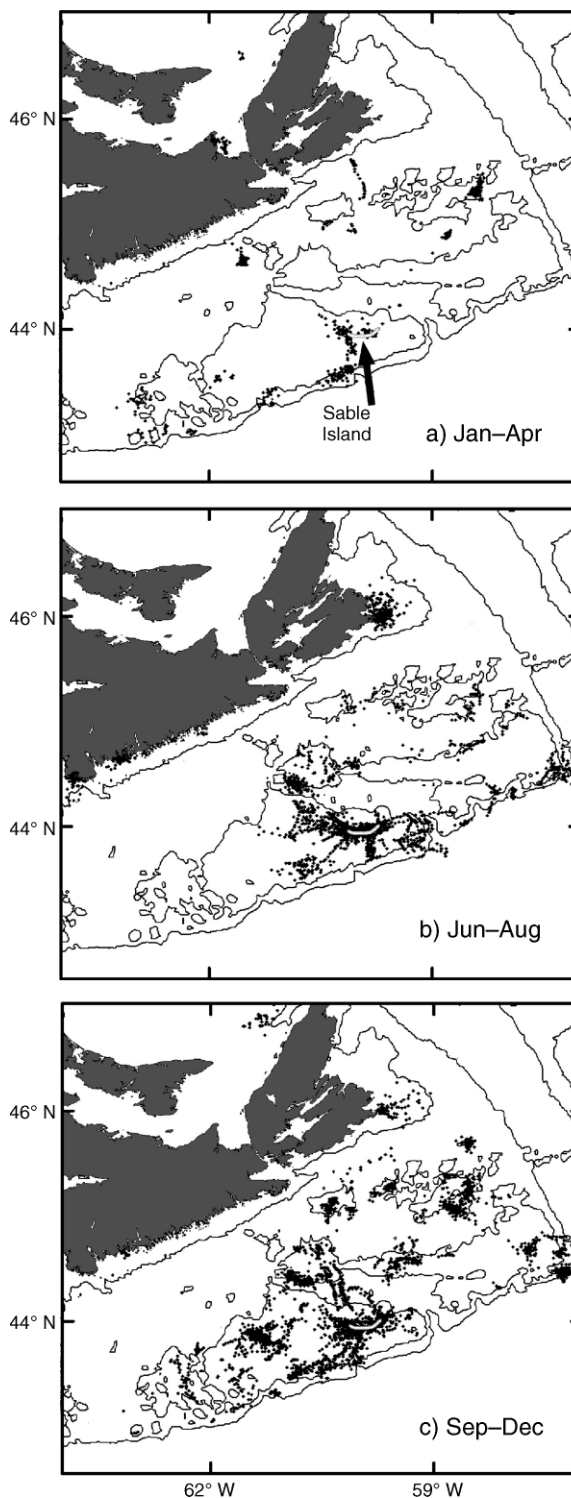 46° N
44° N
Sable
Island
a) Jan–Apr
46° N
44° N
b) Jun–Aug
46° N
44° N
c) Sep–Dec
62° W
59° W